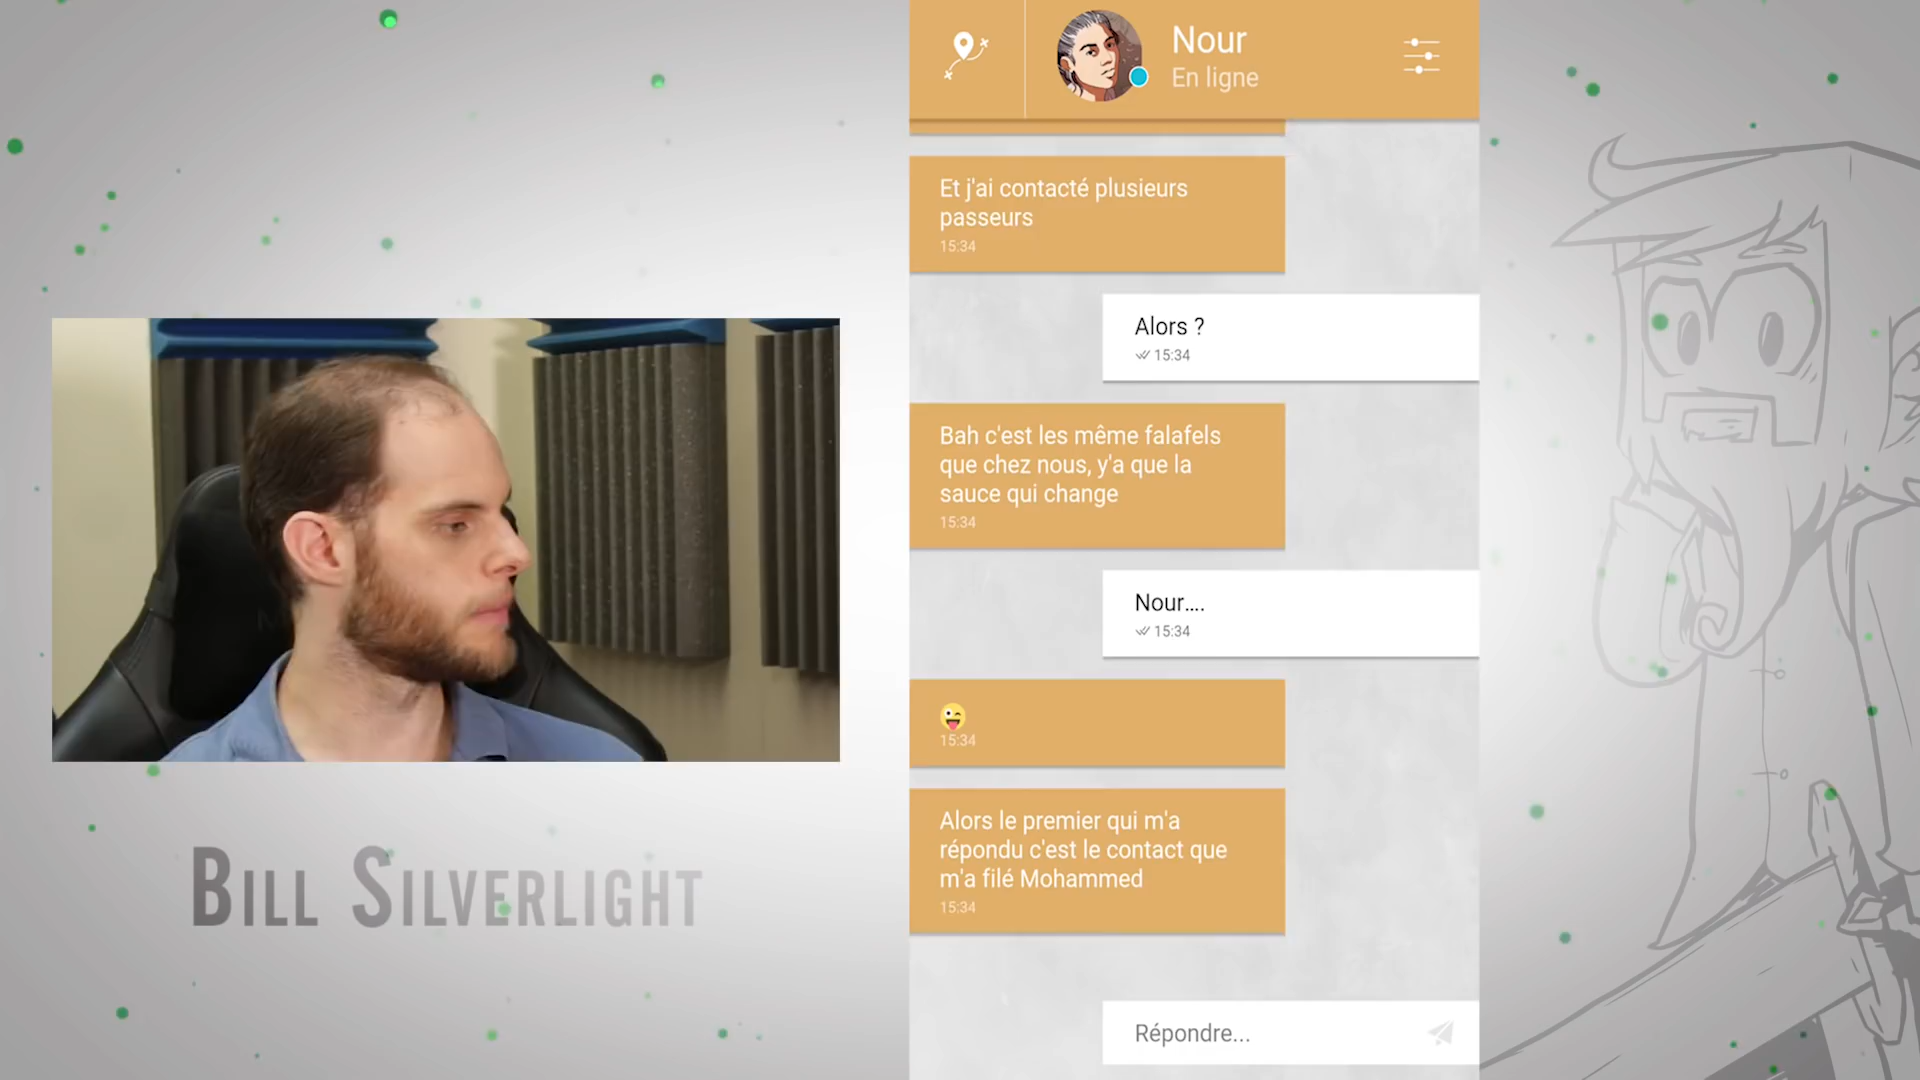 Nour
En ligne
Et j'ai contacté plusieurs
passeurs
15:34
Alors ?
15:34
Bah c'est les même falafels
que chez nous, y'a que la
sauce qui change
15:34
Nour....
15:34
😜
15:34
Alors le premier qui m'a
répondu c'est le contact que
m'a filé Mohammed
15:34
Répondre...
BILL SILVERLIGHT